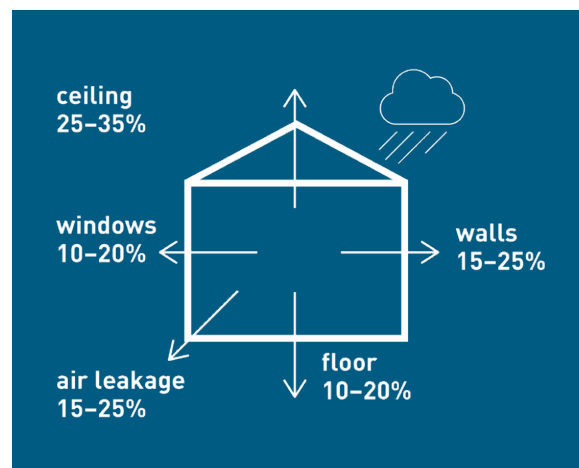 ceiling
25–35%
windows
10–20%
walls
15–25%
air leakage
15–25%
floor
10–20%